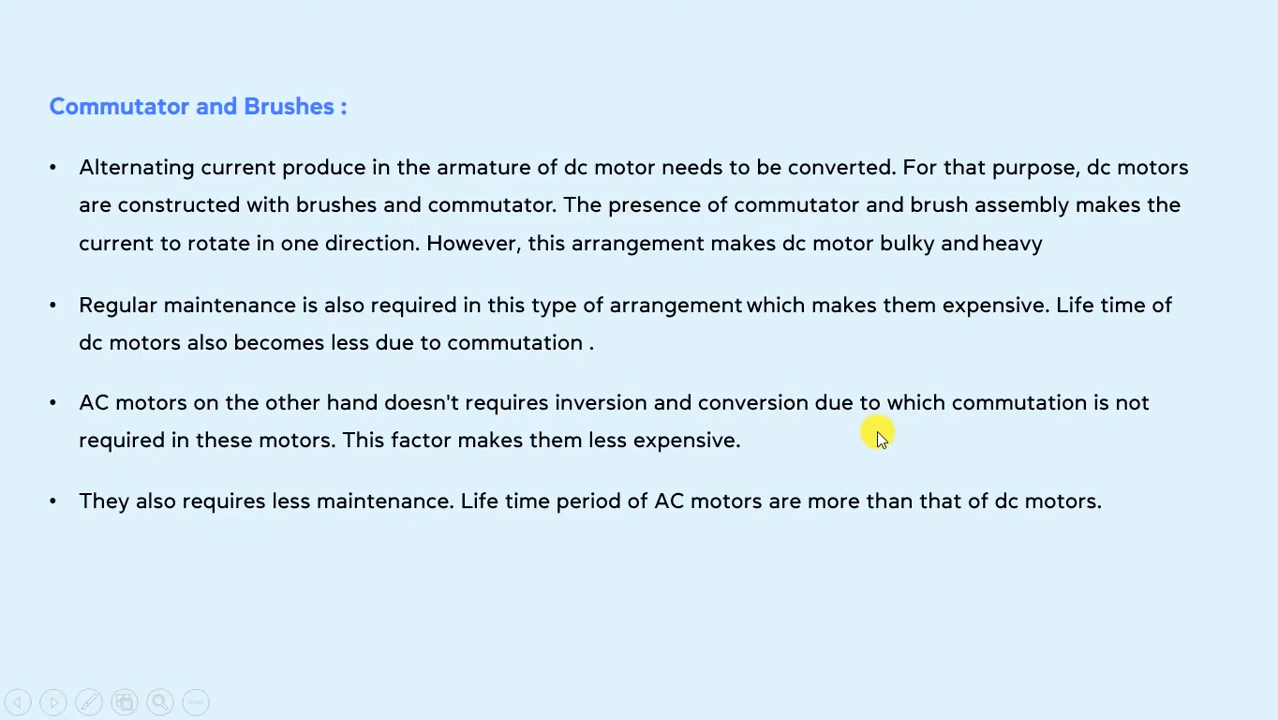 Commutator and Brushes :
• Alternating current produce in the armature of dc motor needs to be converted. For that purpose, dc motors
are constructed with brushes and commutator. The presence of commutator and brush assembly makes the
current to rotate in one direction. However, this arrangement makes dc motor bulky and heavy
• Regular maintenance is also required in this type of arrangement which makes them expensive. Life time of
dc motors also becomes less due to commutation .
• AC motors on the other hand doesn't requires inversion and conversion due to which commutation is not
required in these motors. This factor makes them less expensive.
• They also requires less maintenance. Life time period of AC motors are more than that of dc motors.